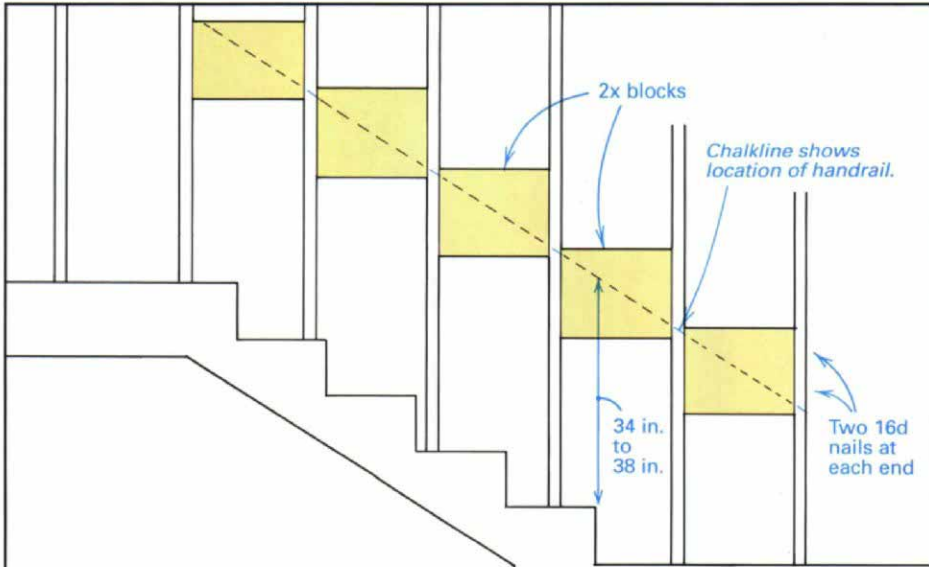 2x blocks
Chalkline shows
location of handrail.
34 in.
to
38 in.
Two 16d
nails at
each end